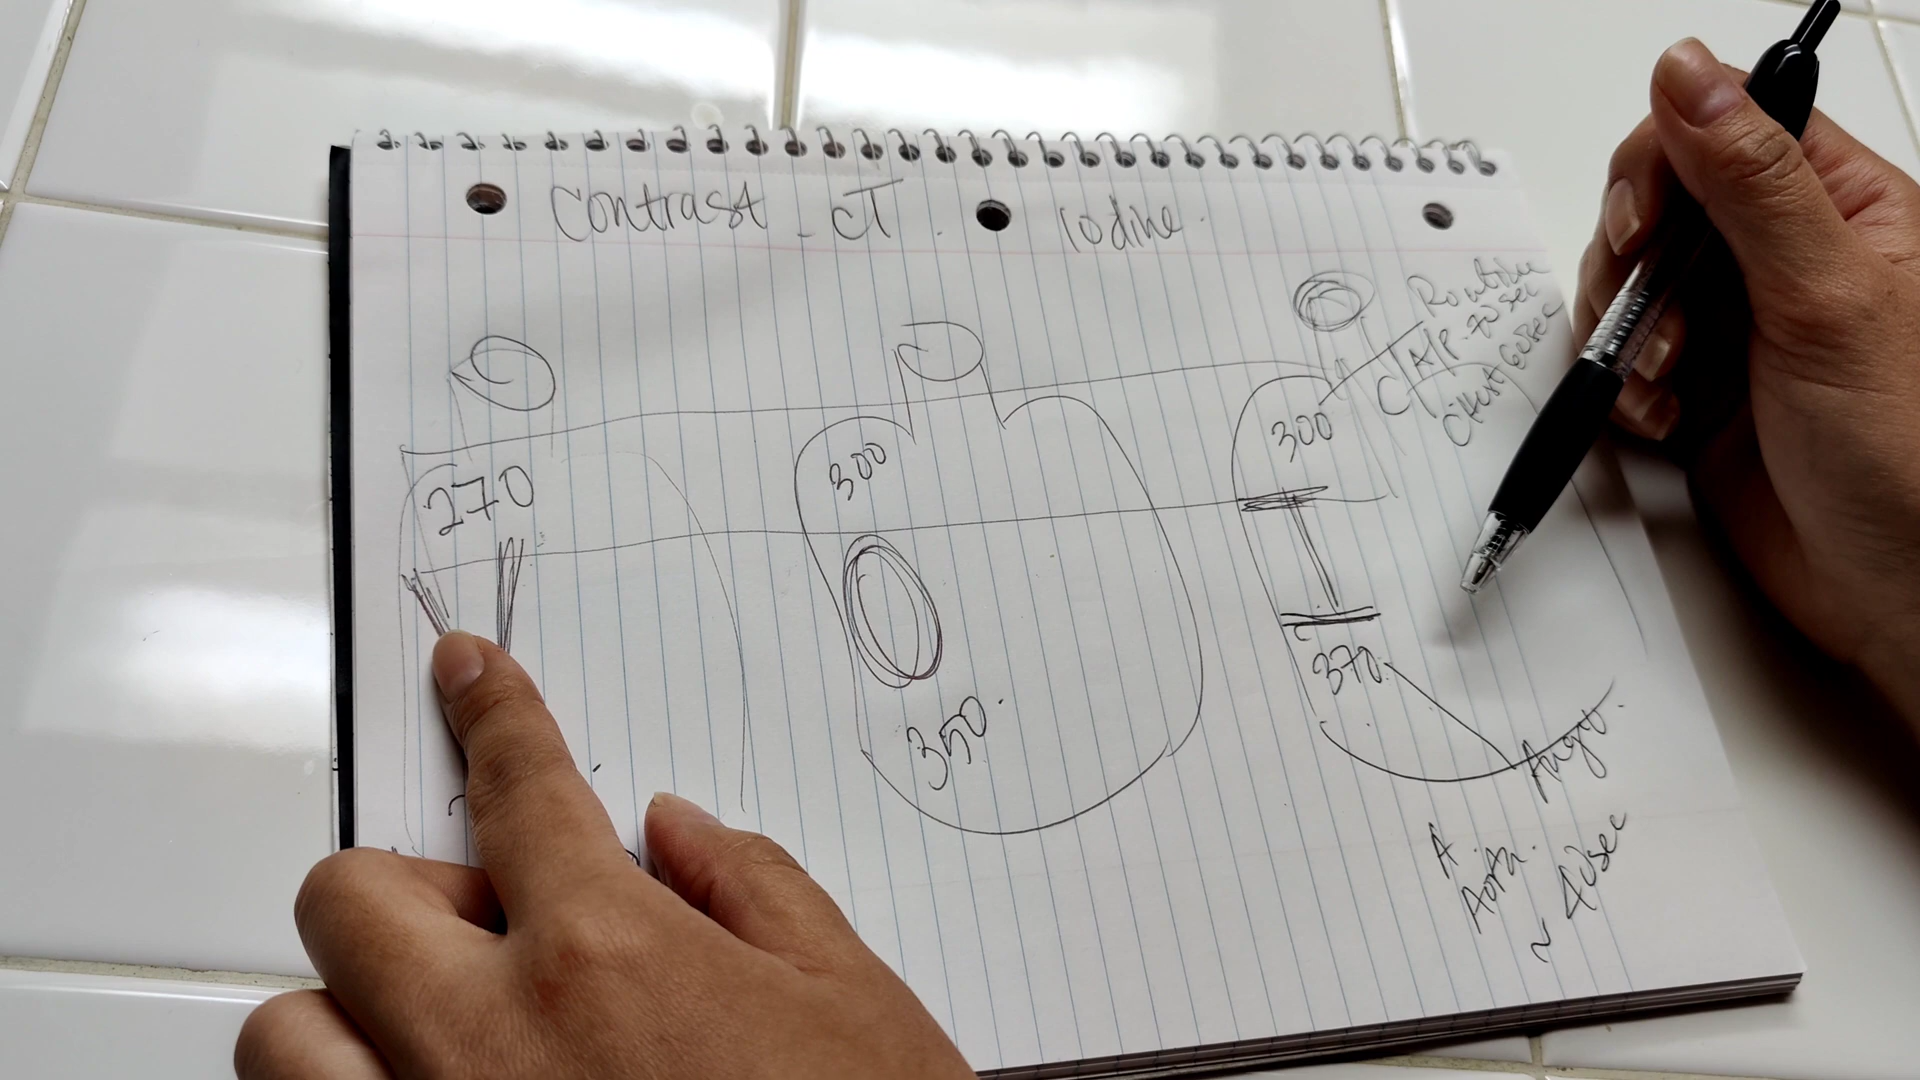 Contrast - CT. Iodine.
270
300
350.
300
370.
Routine
CT A/P - 70 sec
Chest 60sec
Angio.
A
Aorta.
~ 40sec